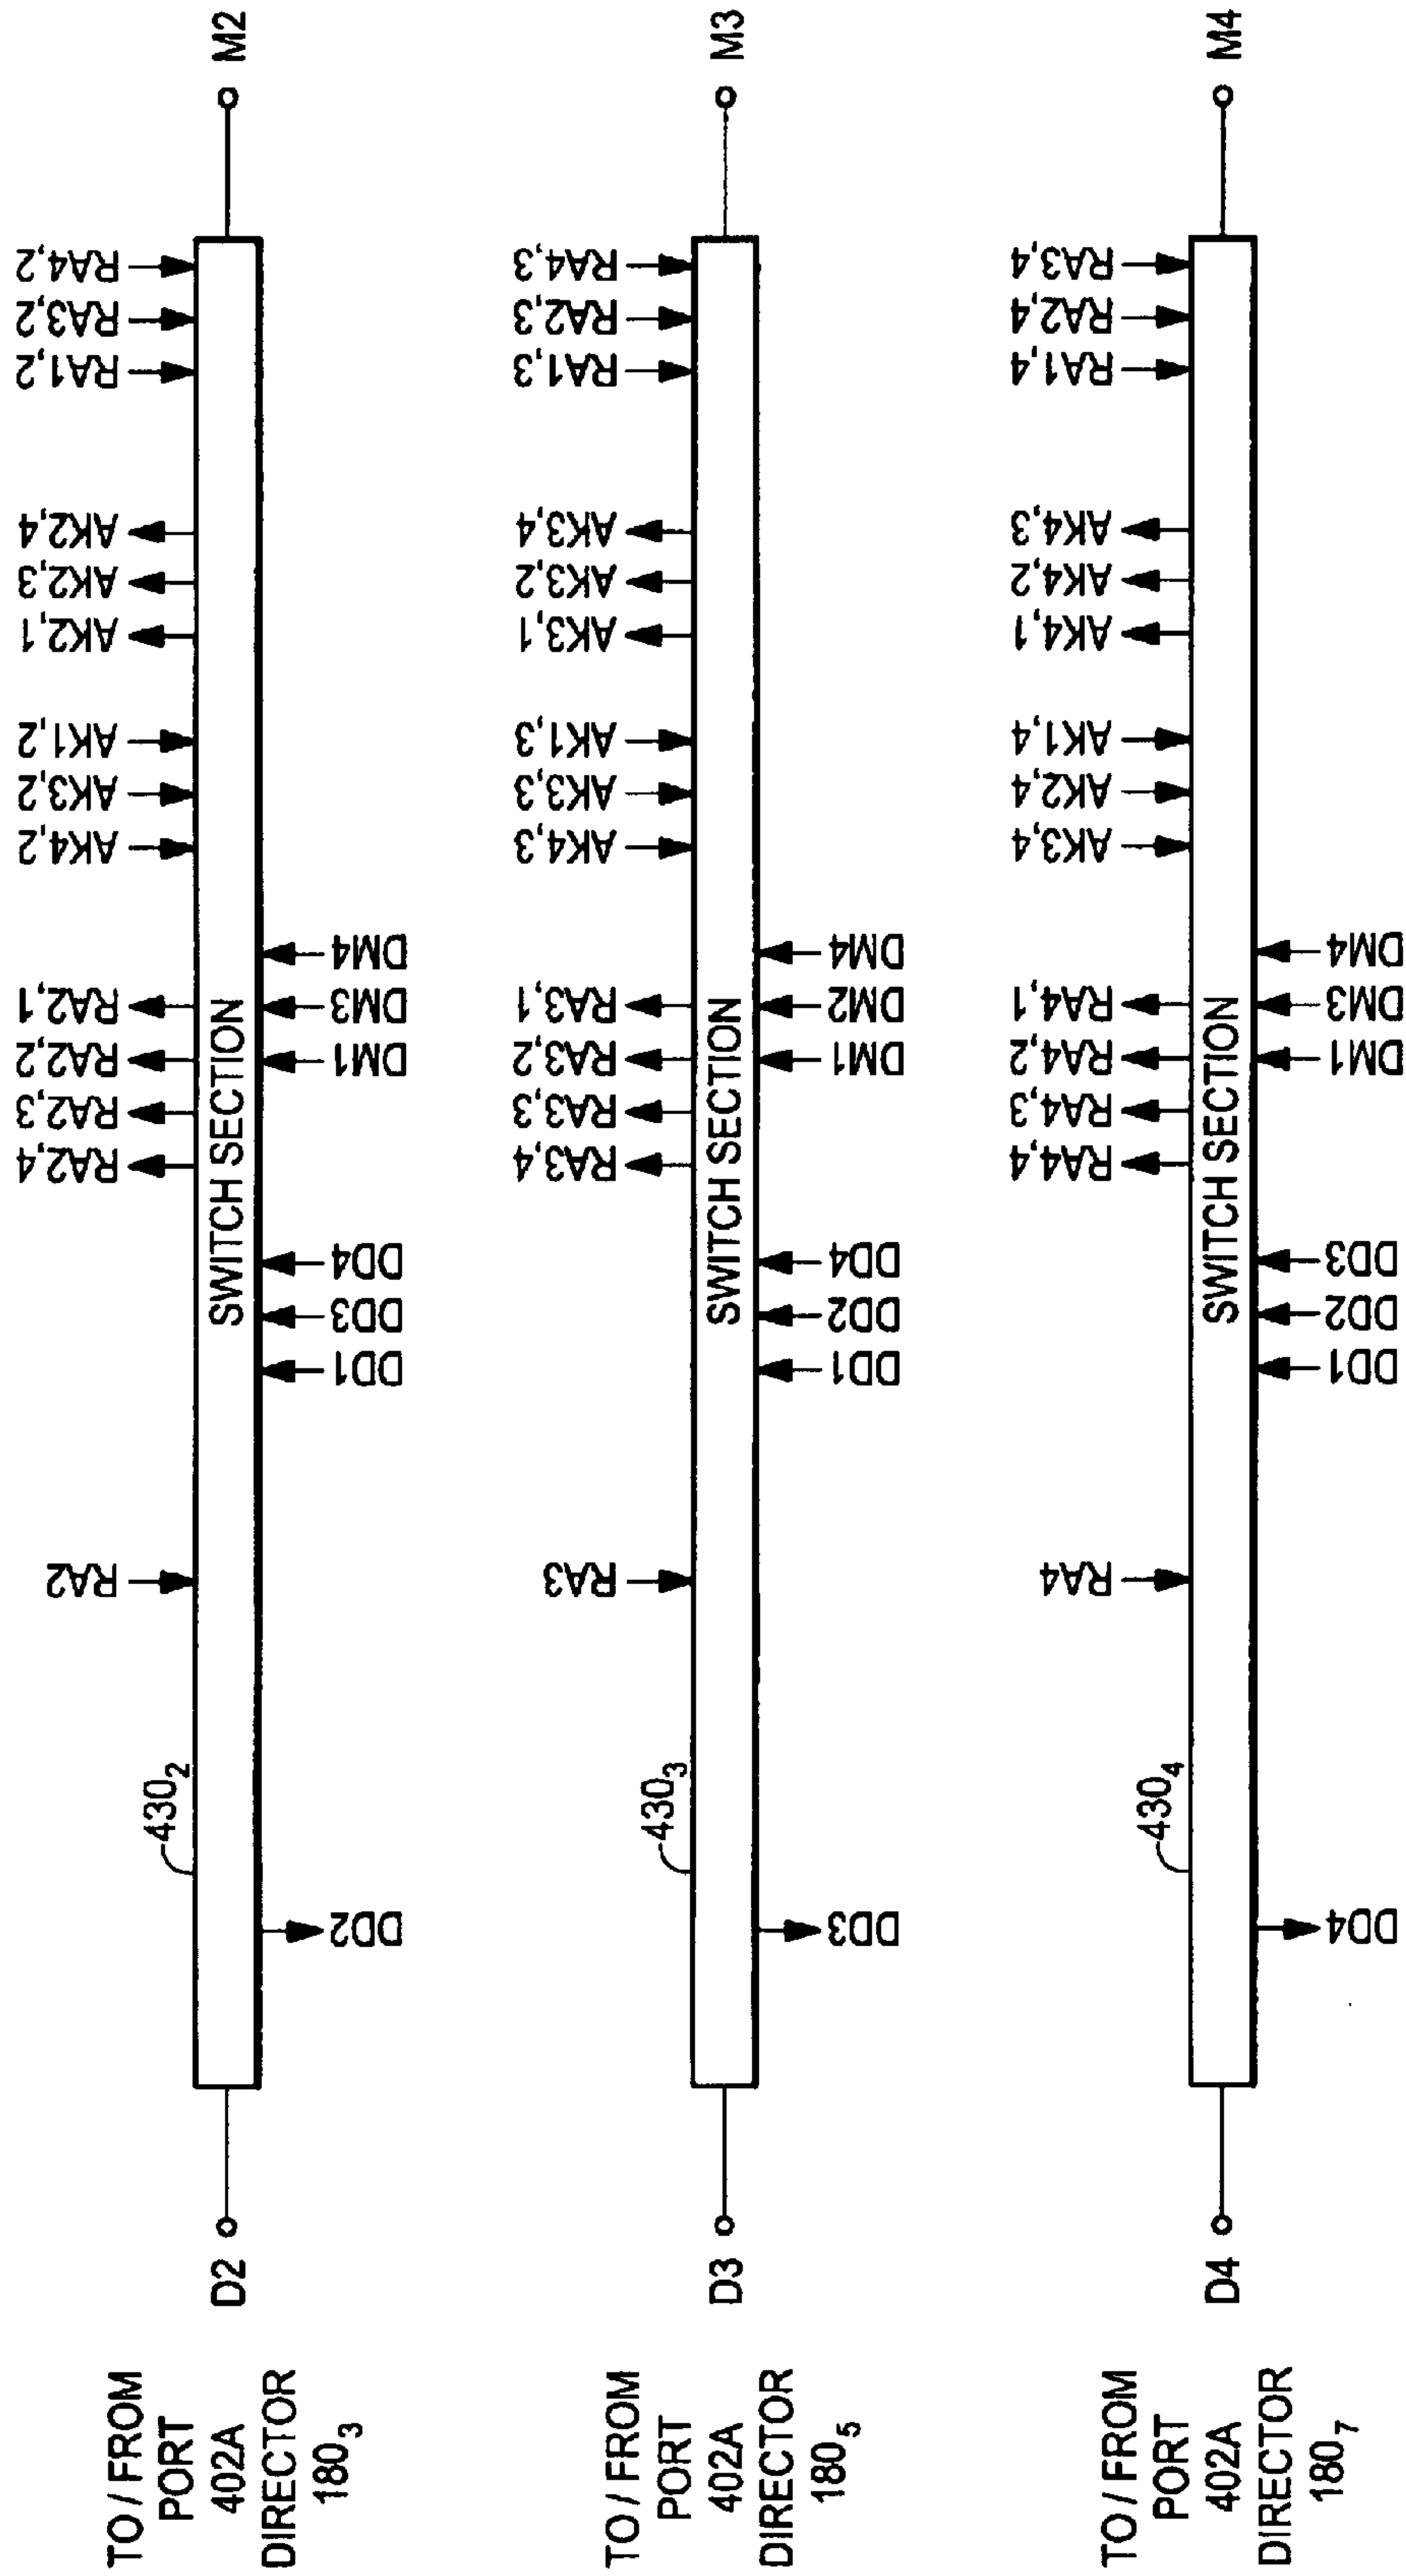 M2
RA4,2
RA3,2
RA1,2
AK2,4
AK2,3
AK2,1
AK1,2
AK3,2
AK4,2
DM4
DM3
DM1
RA2,1
RA2,2
RA2,3
RA2,4
SWITCH SECTION
DD4
DD3
DD1
RA2
430₂
DD2
D2
TO / FROM
PORT
402A
DIRECTOR
180₃
M3
RA4,3
RA2,3
RA1,3
AK3,4
AK3,2
AK3,1
AK1,3
AK3,3
AK4,3
DM4
DM2
DM1
RA3,1
RA3,2
RA3,3
RA3,4
SWITCH SECTION
DD4
DD2
DD1
RA3
430₃
DD3
D3
TO / FROM
PORT
402A
DIRECTOR
180₅
M4
RA3,4
RA2,4
RA1,4
AK4,3
AK4,2
AK4,1
AK1,4
AK2,4
AK3,4
DM4
DM3
DM1
RA4,1
RA4,2
RA4,3
RA4,4
SWITCH SECTION
DD3
DD2
DD1
RA4
430₄
DD4
D4
TO / FROM
PORT
402A
DIRECTOR
180₇